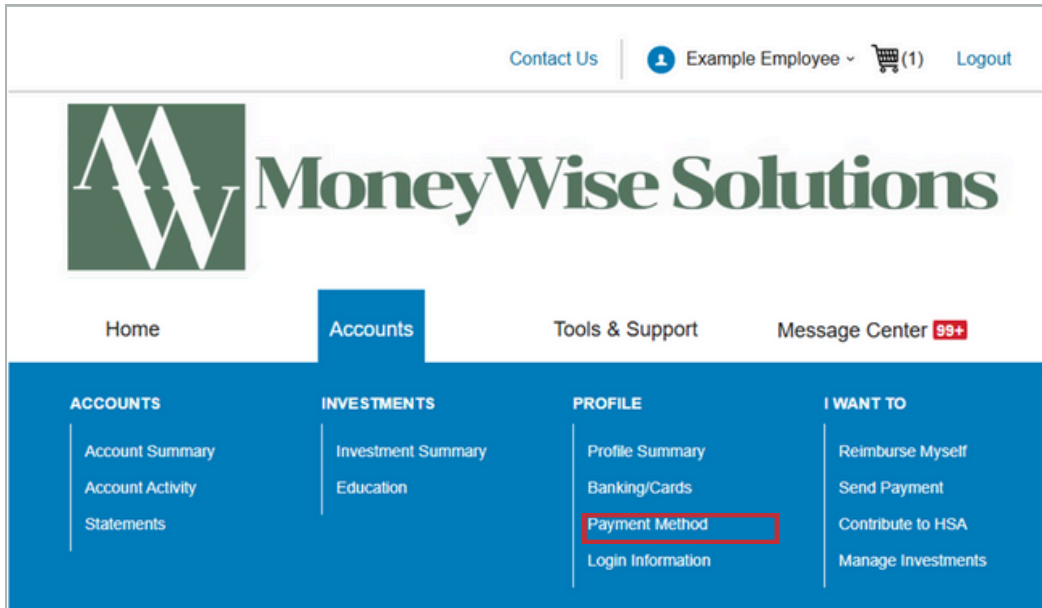 Contact Us Example Employee (1) Logout
MW MoneyWise Solutions
Home Accounts Tools & Support Message Center 99+
ACCOUNTS
Account Summary
Account Activity
Statements
INVESTMENTS
Investment Summary
Education
PROFILE
Profile Summary
Banking/Cards
Payment Method
Login Information
I WANT TO
Reimburse Myself
Send Payment
Contribute to HSA
Manage Investments